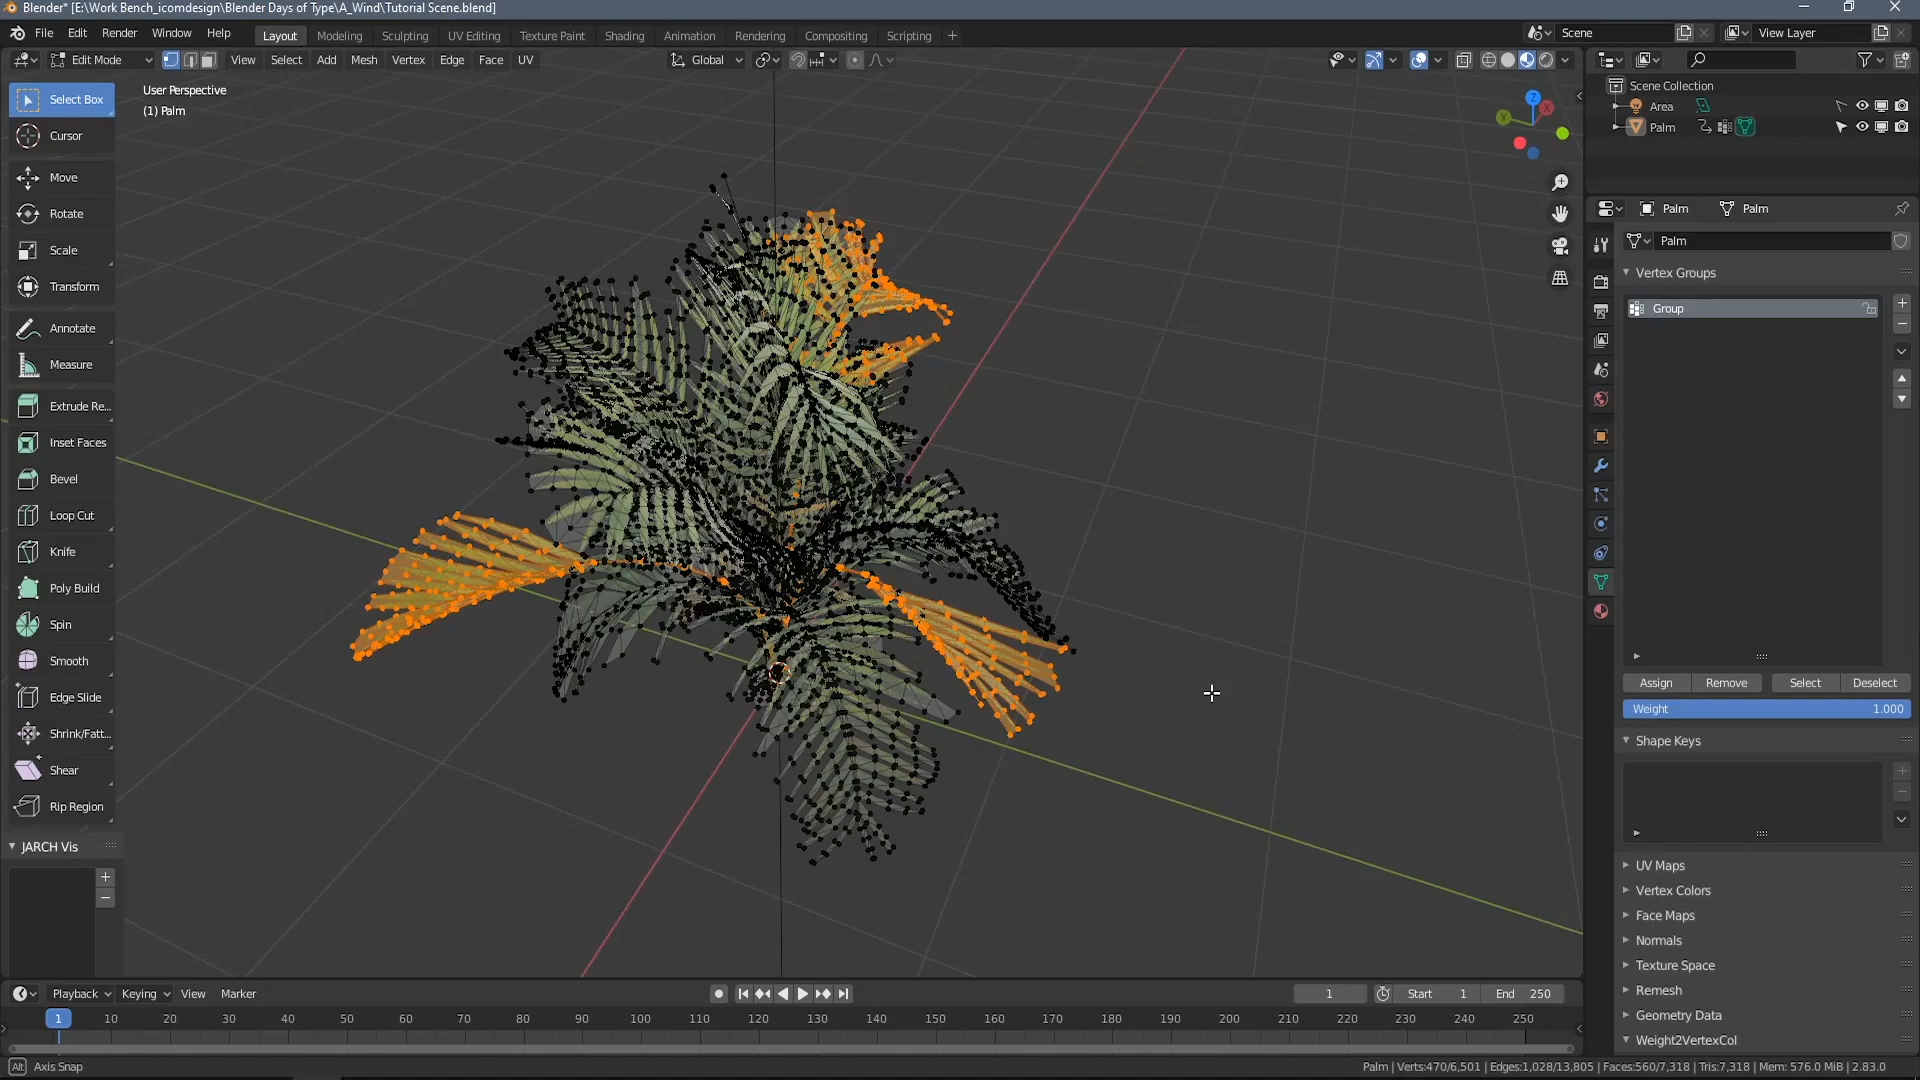 Blender* [E:\Work Bench_icomdesign\Blender Days of Type\A_Wind\Tutorial Scene.blend]
File Edit Render Window Help Layout Modeling Sculpting UV Editing Texture Paint Shading Animation Rendering Compositing Scripting + Scene View Layer
Edit Mode View Select Add Mesh Vertex Edge Face UV Global
Select Box
Cursor
Move
Rotate
Scale
Transform
Annotate
Measure
Extrude Re...
Inset Faces
Bevel
Loop Cut
Knife
Poly Build
Spin
Smooth
Edge Slide
Shrink/Fatt...
Shear
Rip Region
JARCH Vis
User Perspective
(1) Palm
Z
X
Y
Scene Collection
Area
Palm
Palm Palm
Palm
Vertex Groups
Group
Assign Remove Select Deselect
Weight 1.000
Shape Keys
UV Maps
Vertex Colors
Face Maps
Normals
Texture Space
Remesh
Geometry Data
Weight2VertexCol
Playback Keying View Marker 1 Start 1 End 250
1 10 20 30 40 50 60 70 80 90 100 110 120 130 140 150 160 170 180 190 200 210 220 230 240 250
Alt Axis Snap
Palm | Verts:470/6,501 | Edges:1,028/13,805 | Faces:560/7,318 | Tris:7,318 | Mem: 576.0 MiB | 2.83.0